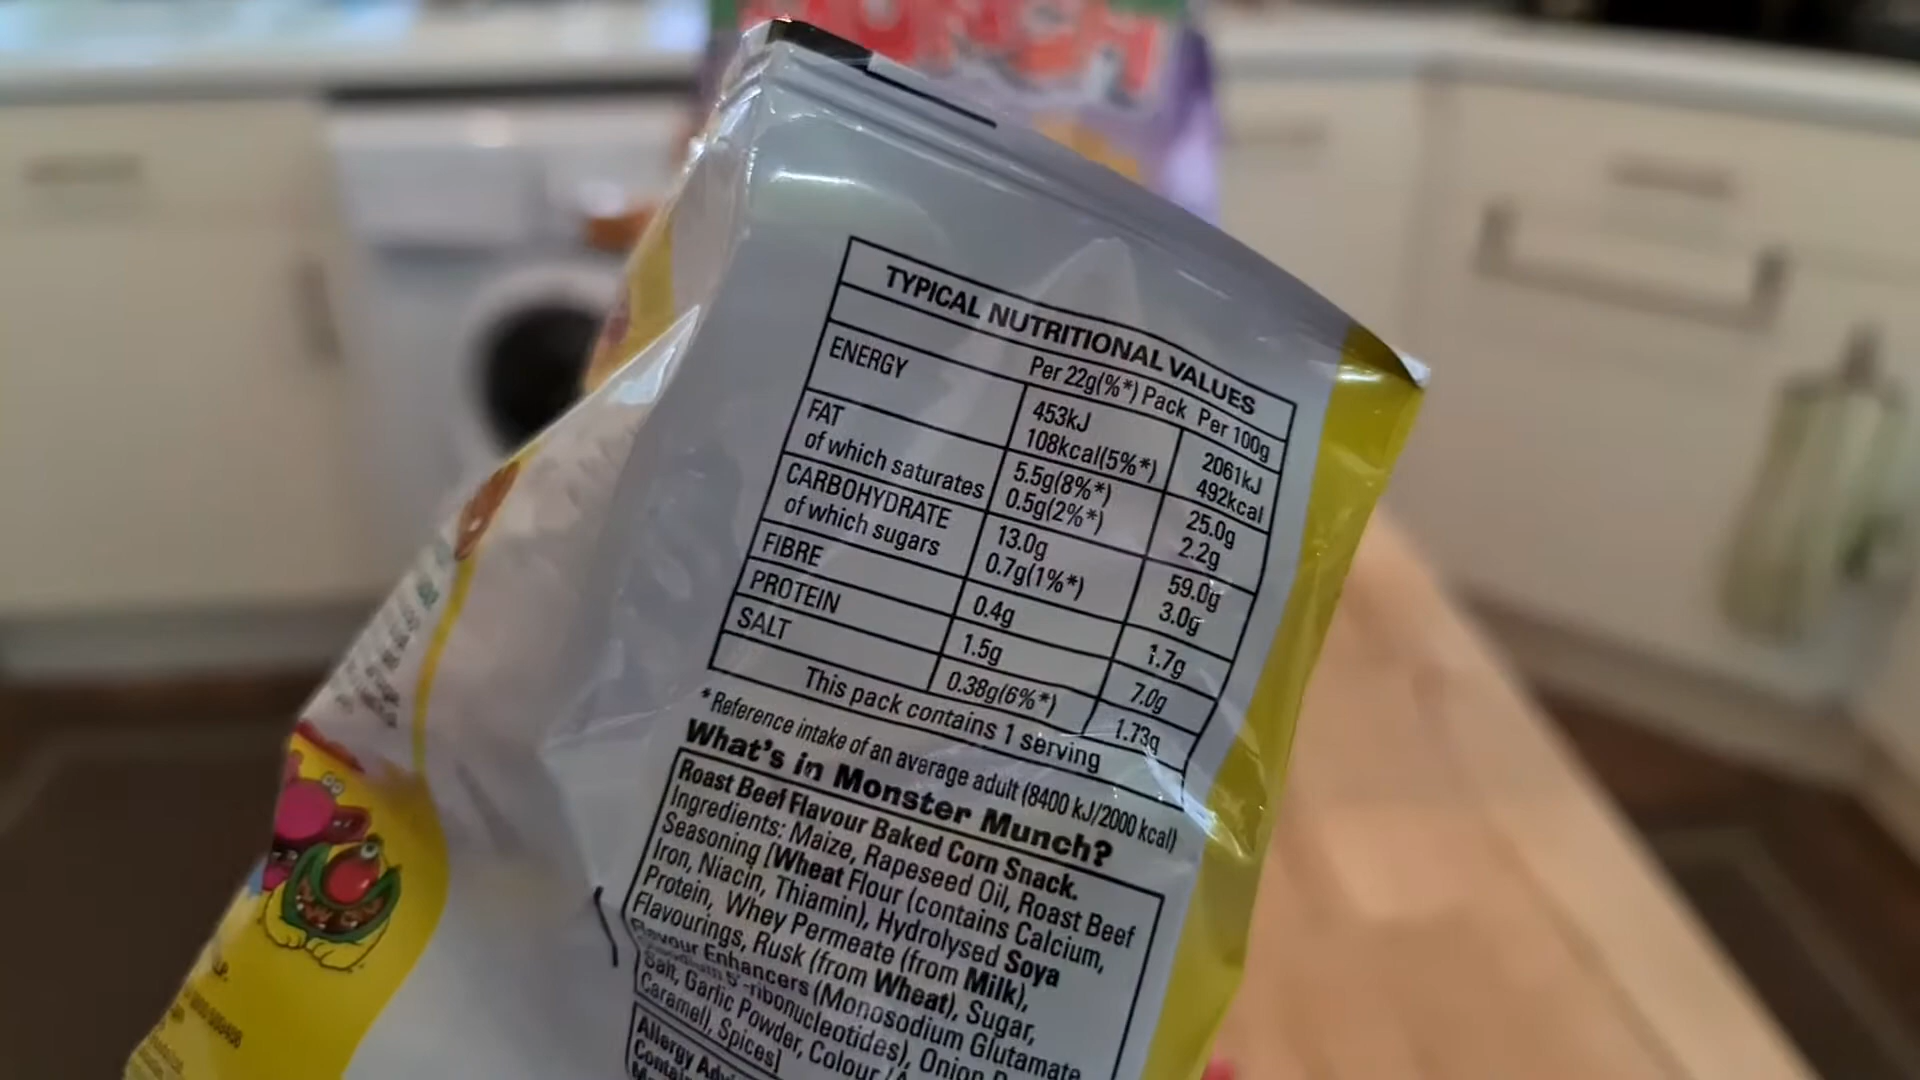 TYPICAL NUTRITIONAL VALUES
Per 22g(%*) Pack Per 100g
ENERGY 453kJ 2061kJ
108kcal(5%*) 492kcal
FAT 5.5g(8%*) 25.0g
of which saturates 0.5g(2%*) 2.2g
CARBOHYDRATE 13.0g 59.0g
of which sugars 0.7g(1%*) 3.0g
FIBRE 0.4g 1.7g
PROTEIN 1.5g 7.0g
SALT 0.38g(6%*) 1.73g
This pack contains 1 serving
*Reference intake of an average adult (8400 kJ/2000 kcal)
What's in Monster Munch?
Roast Beef Flavour Baked Corn Snack.
Ingredients: Maize, Rapeseed Oil, Roast Beef
Seasoning [Wheat Flour (contains Calcium,
Iron, Niacin, Thiamin), Hydrolysed Soya
Protein, Whey Permeate (from Milk),
Flavourings, Rusk (from Wheat), Sugar,
Flavour Enhancers (Monosodium Glutamate
5'-ribonucleotides), Onion
Salt, Garlic Powder, Colour
Caramel), Spices]
Allergy